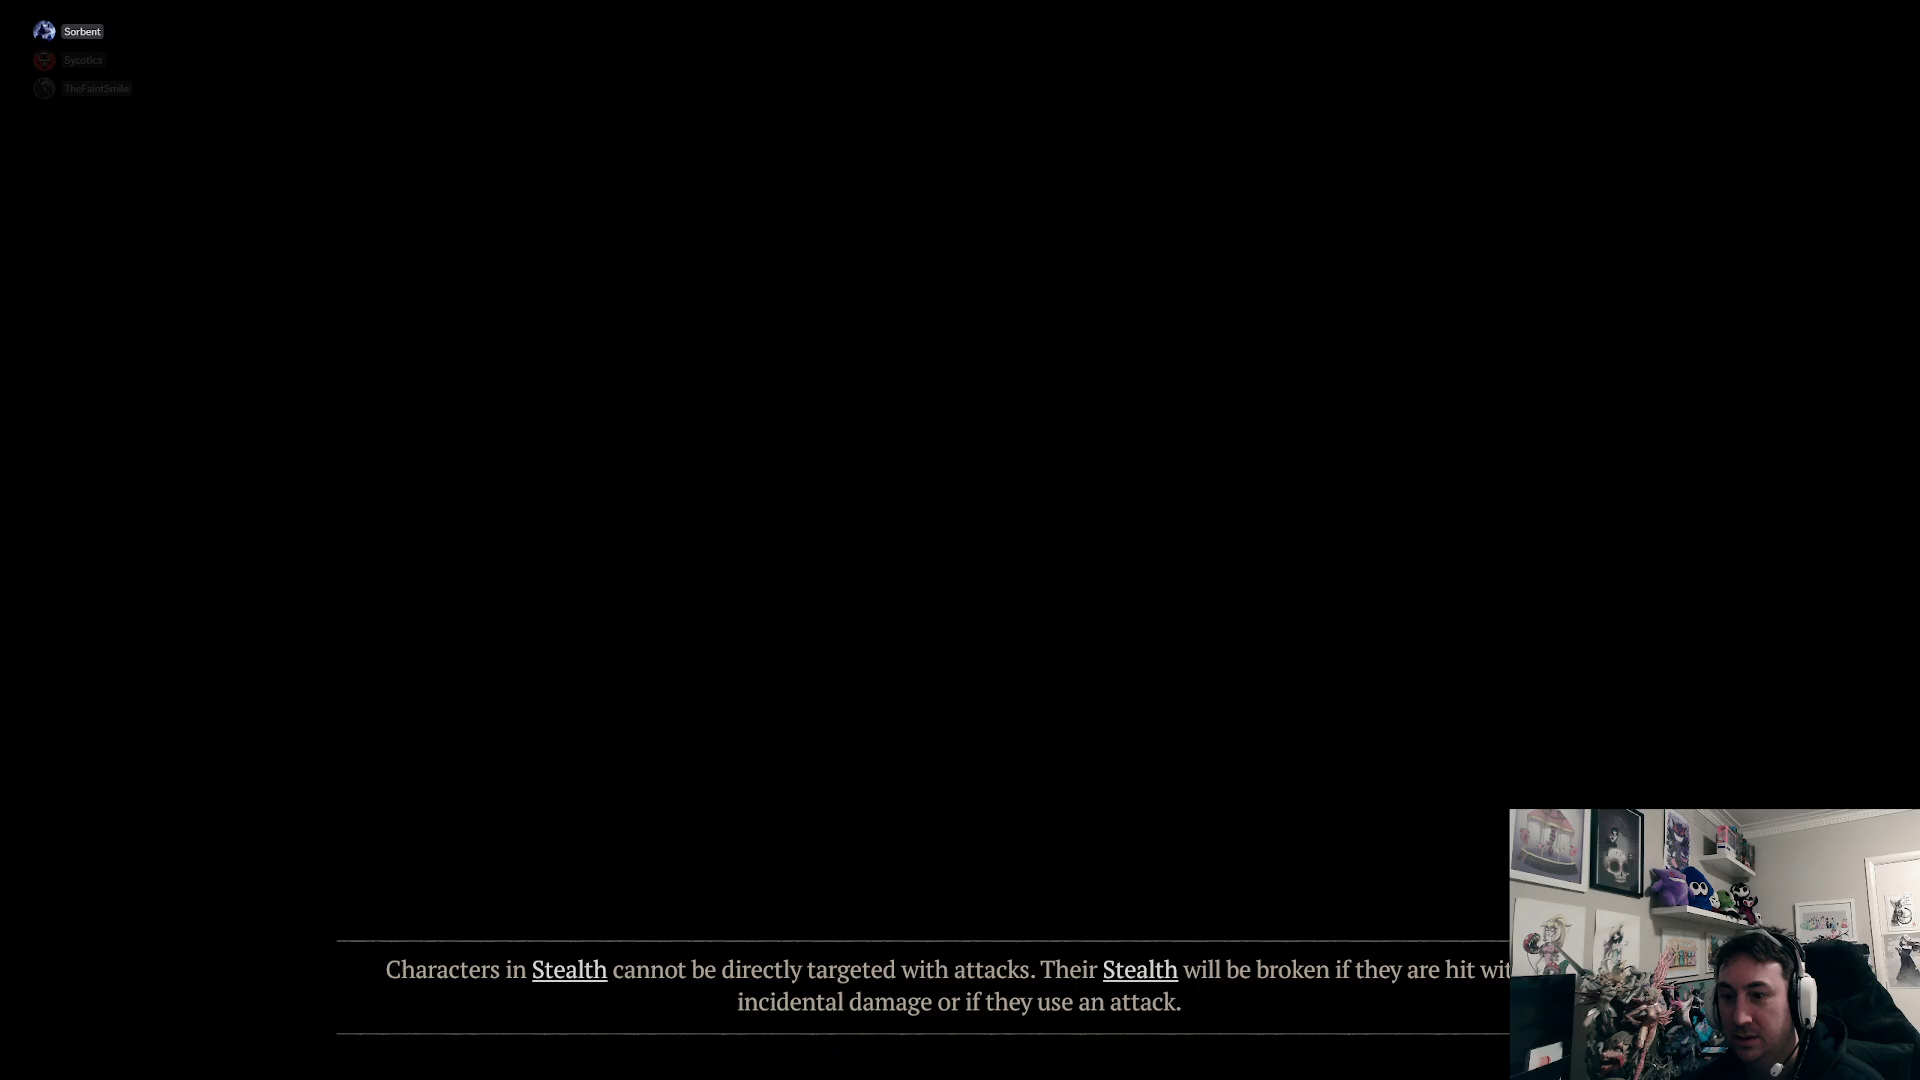 Sorbent
Sycotics
TheFaintSmile
Characters in Stealth cannot be directly targeted with attacks. Their Stealth will be broken if they are hit wit
incidental damage or if they use an attack.